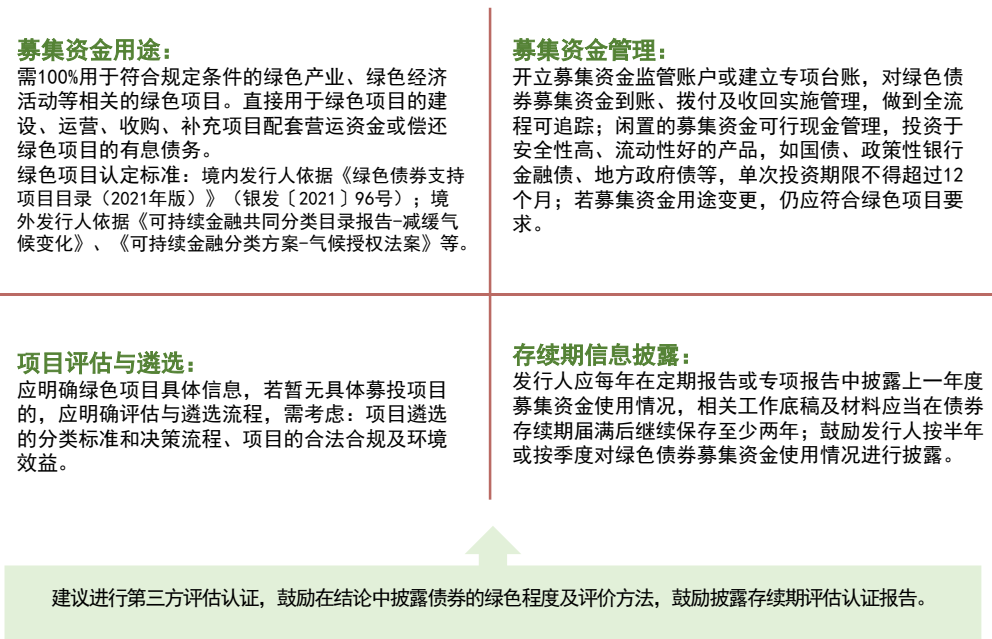 募集资金用途：
需100%用于符合规定条件的绿色产业、绿色经济
活动等相关的绿色项目。直接用于绿色项目的建
设、运营、收购、补充项目配套营运资金或偿还
绿色项目的有息债务。
绿色项目认定标准：境内发行人依据《绿色债券支持
项目目录（2021年版）》（银发〔2021〕96号）；境
外发行人依据《可持续金融共同分类目录报告-减缓气
候变化》、《可持续金融分类方案-气候授权法案》等。
募集资金管理：
开立募集资金监管账户或建立专项台账，对绿色债
券募集资金到账、拨付及收回实施管理，做到全流
程可追踪；闲置的募集资金可行现金管理，投资于
安全性高、流动性好的产品，如国债、政策性银行
金融债、地方政府债等，单次投资期限不得超过12
个月；若募集资金用途变更，仍应符合绿色项目要
求。
项目评估与遴选：
应明确绿色项目具体信息，若暂无具体募投项目
的，应明确评估与遴选流程，需考虑：项目遴选
的分类标准和决策流程、项目的合法合规及环境
效益。
存续期信息披露：
发行人应每年在定期报告或专项报告中披露上一年度
募集资金使用情况，相关工作底稿及材料应当在债券
存续期届满后继续保存至少两年；鼓励发行人按半年
或按季度对绿色债券募集资金使用情况进行披露。
建议进行第三方评估认证，鼓励在结论中披露债券的绿色程度及评价方法，鼓励披露存续期评估认证报告。